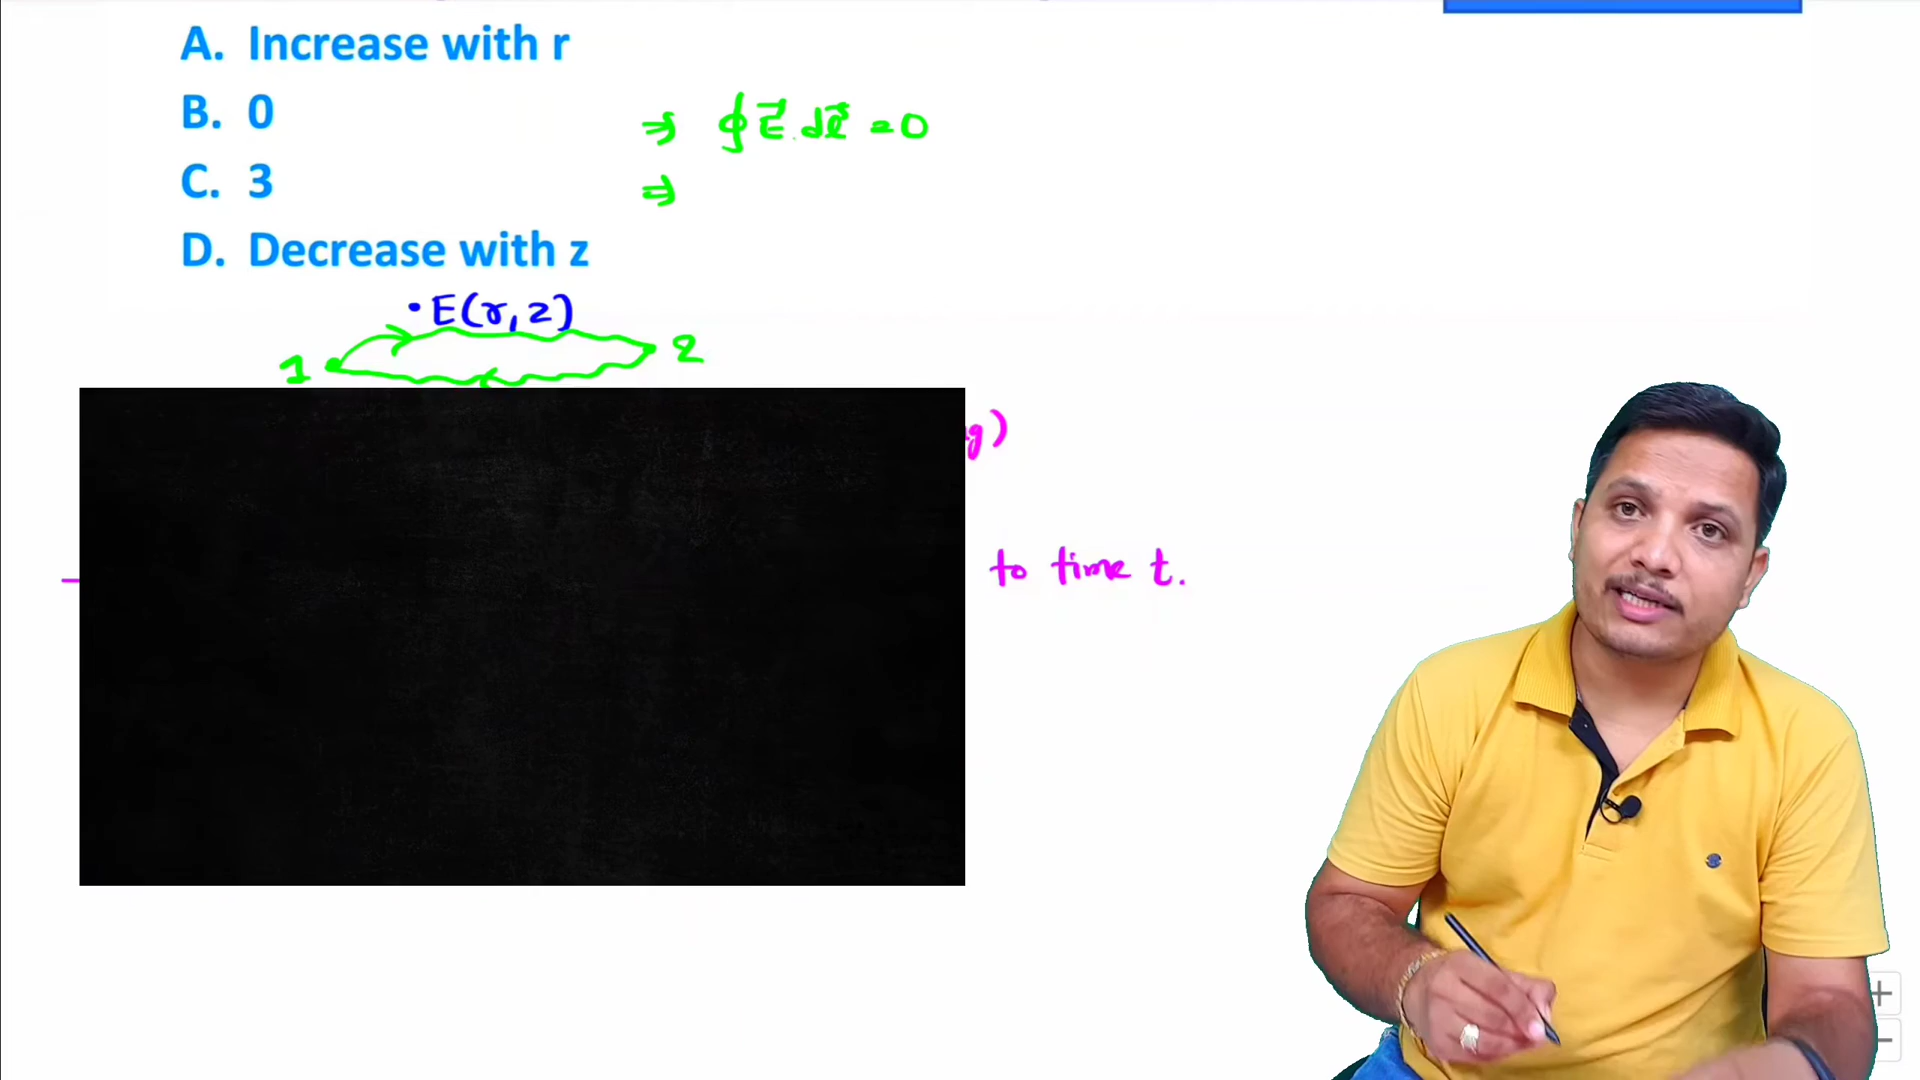 A. Increase with r
B. 0
⇒ ∮E⃗.dl⃗ = 0
C. 3
⇒
D. Decrease with z
• E(r,z)
1
2
to time t.